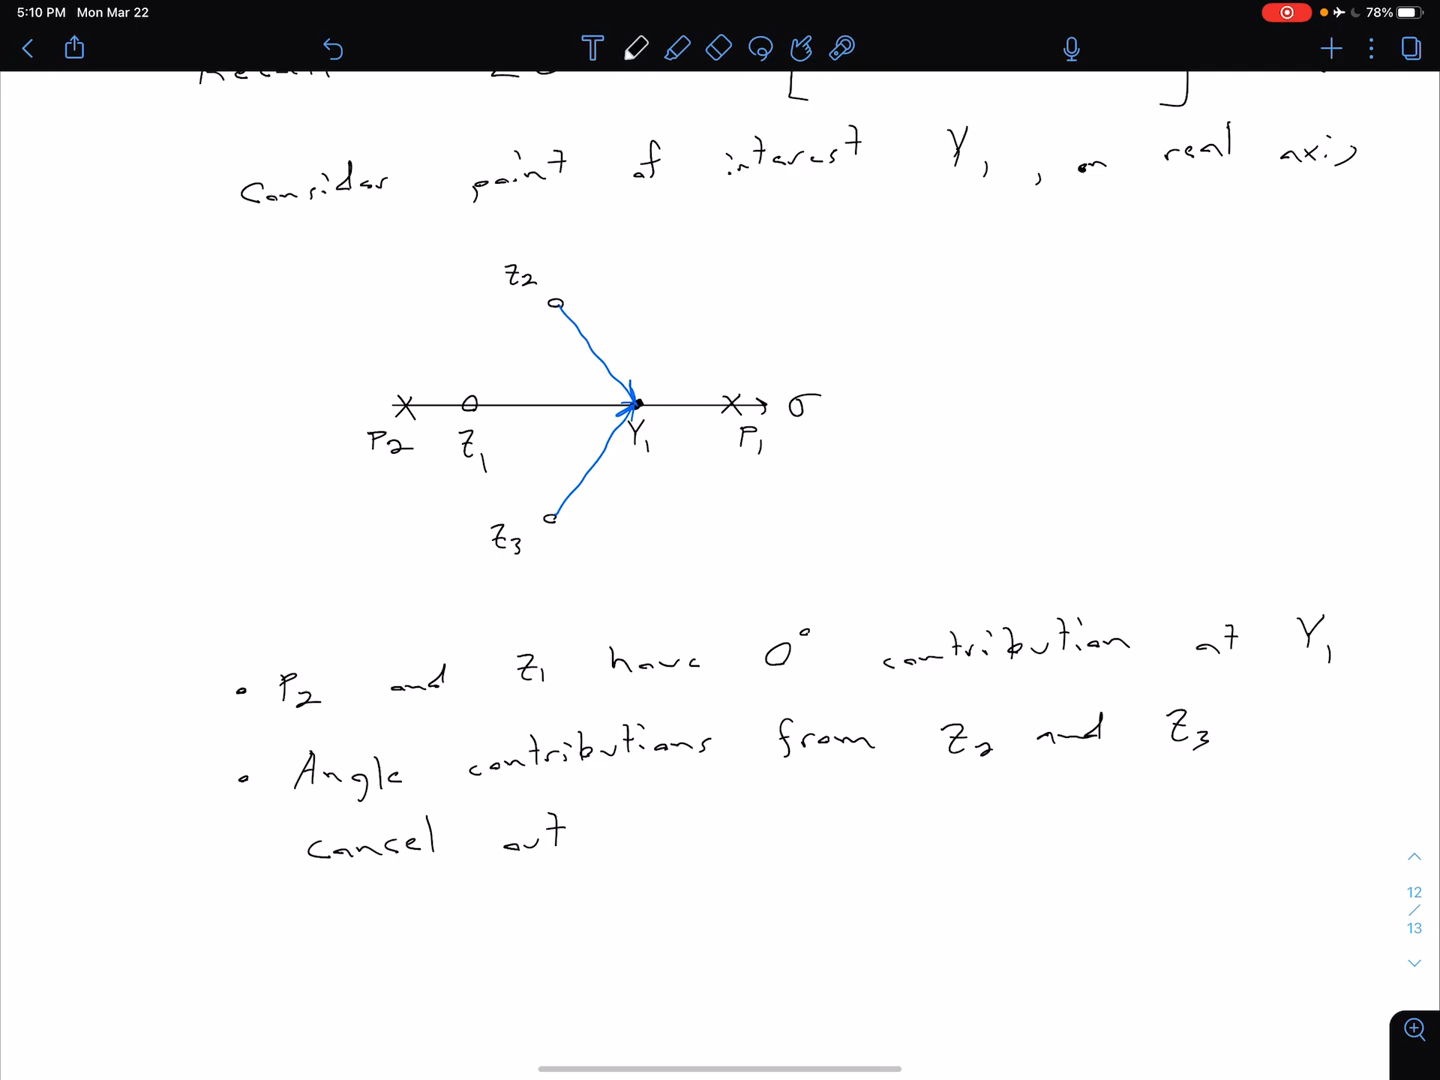 5:10 PM Mon Mar 22
78%
T
Consider point of interest Y1, on real axis
Z2
σ
P2 Z1 Y1 P1
Z3
• P2 and Z1 have 0° contribution at Y1
• Angle contributions from Z2 and Z3
cancel out
12
/
13